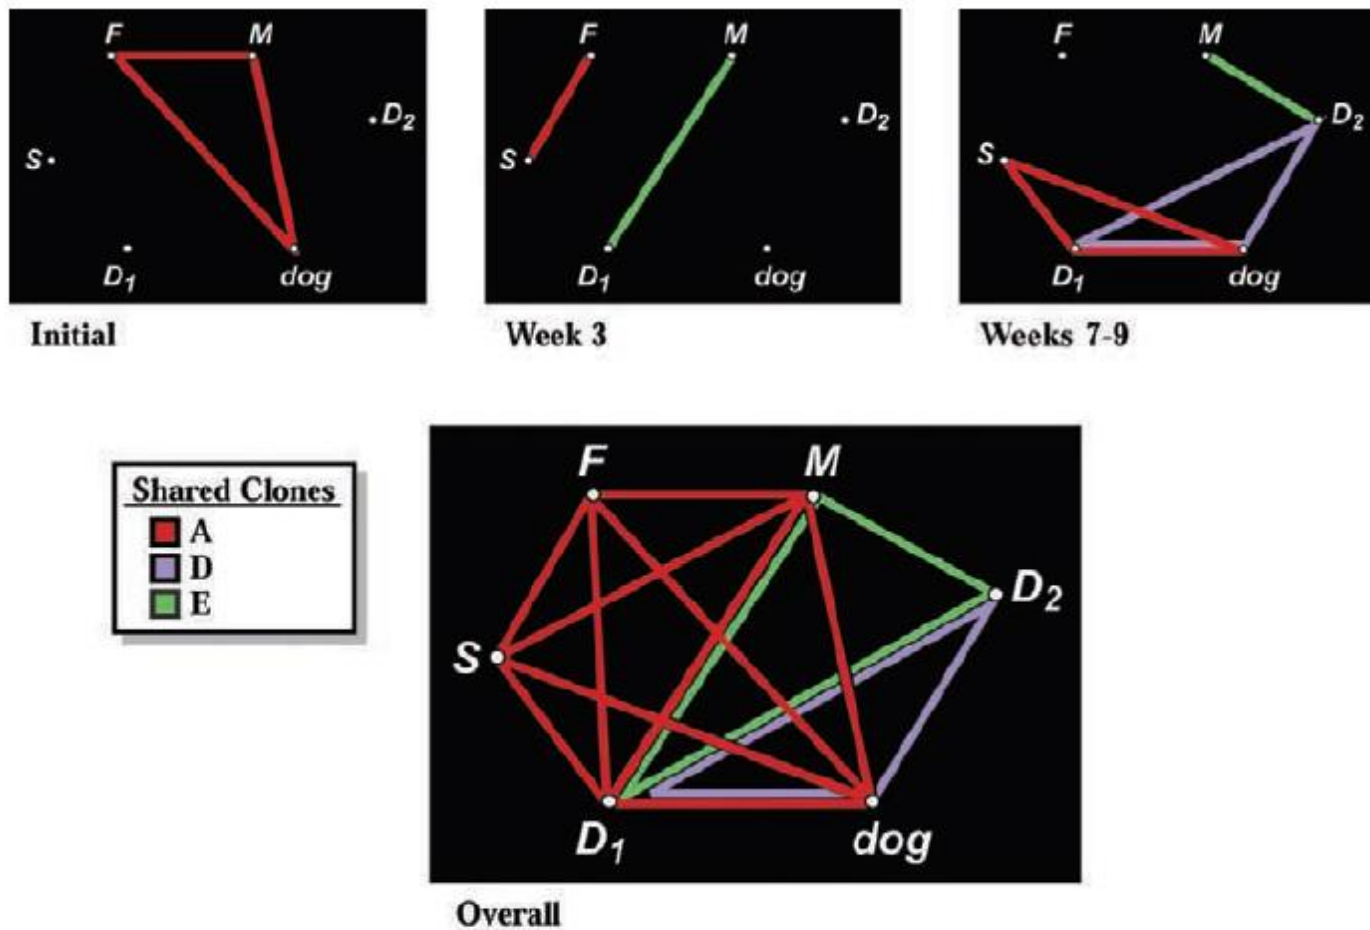 F M
D2
S
D1 dog
Initial
F M
D2
S
D1 dog
Week 3
F M
D2
S
D1 dog
Weeks 7-9
Shared Clones
A
D
E
F M
D2
S
D1 dog
Overall